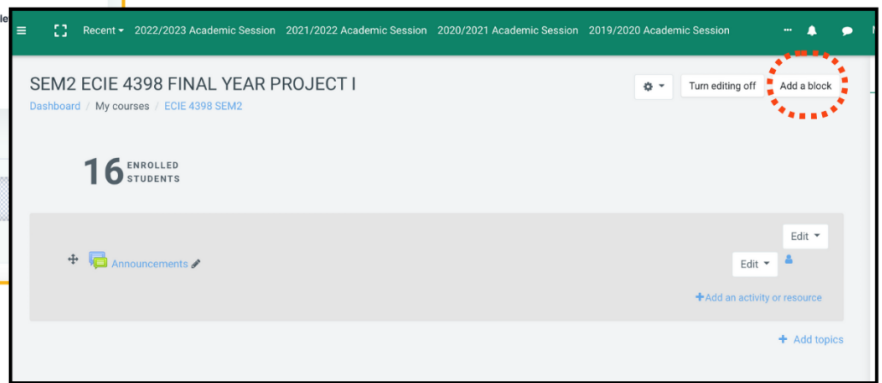 le
Recent 2022/2023 Academic Session 2021/2022 Academic Session 2020/2021 Academic Session 2019/2020 Academic Session
SEM2 ECIE 4398 FINAL YEAR PROJECT I
Turn editing off Add a block
Dashboard / My courses / ECIE 4398 SEM2
16 ENROLLED
STUDENTS
Edit
Announcements
Edit
+Add an activity or resource
+ Add topics